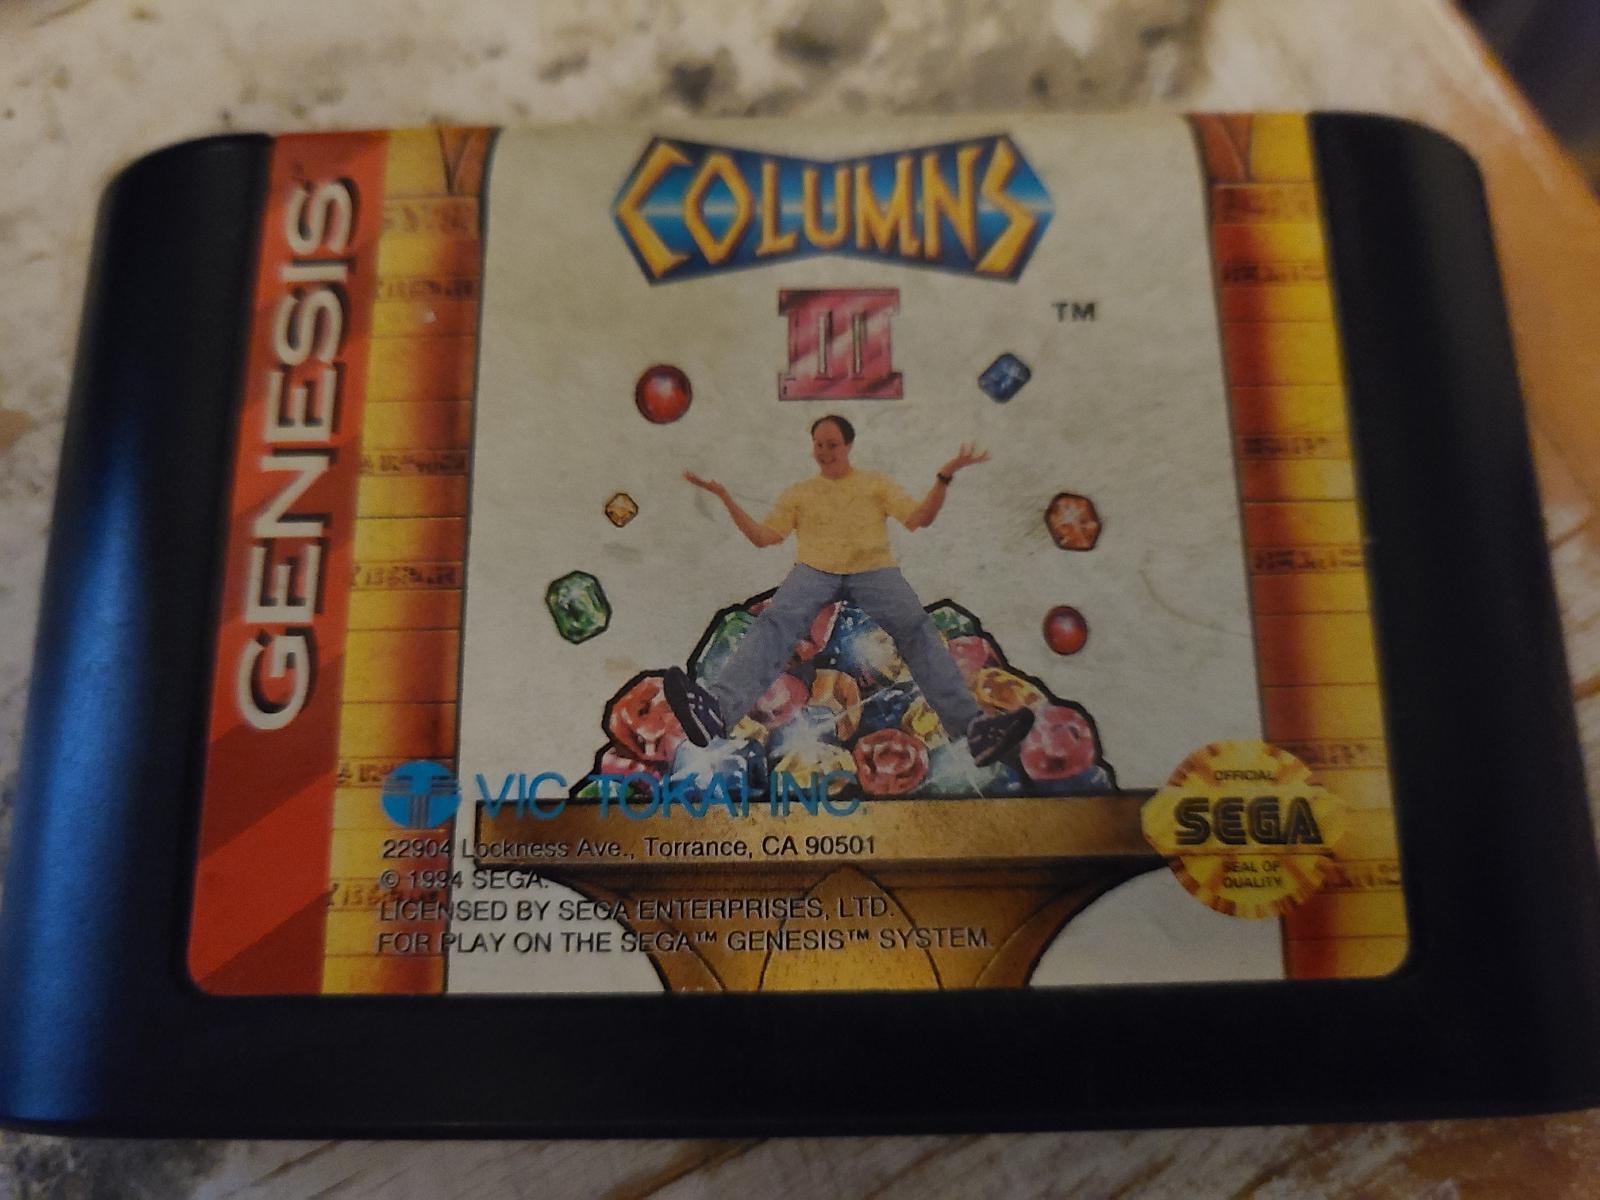 GENESIS
COLUMNS
III
TM
VIC TOKAI INC.
22904 Lockness Ave., Torrance, CA 90501
© 1994 SEGA.
LICENSED BY SEGA ENTERPRISES, LTD.
FOR PLAY ON THE SEGA™ GENESIS™ SYSTEM.
OFFICIAL
SEGA
SEAL OF
QUALITY